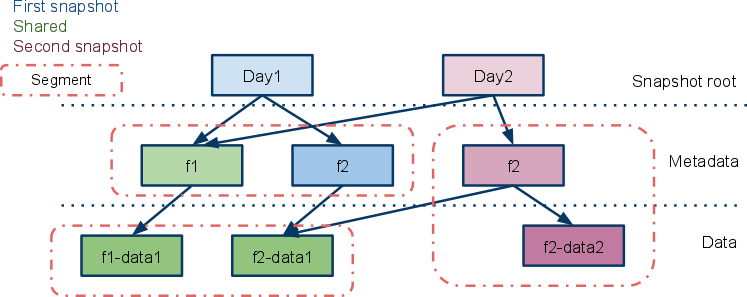 First snapshot
Shared
Second snapshot
Segment
Day1
Day2
Snapshot root
f1
f2
f2
Metadata
f1-data1
f2-data1
f2-data2
Data